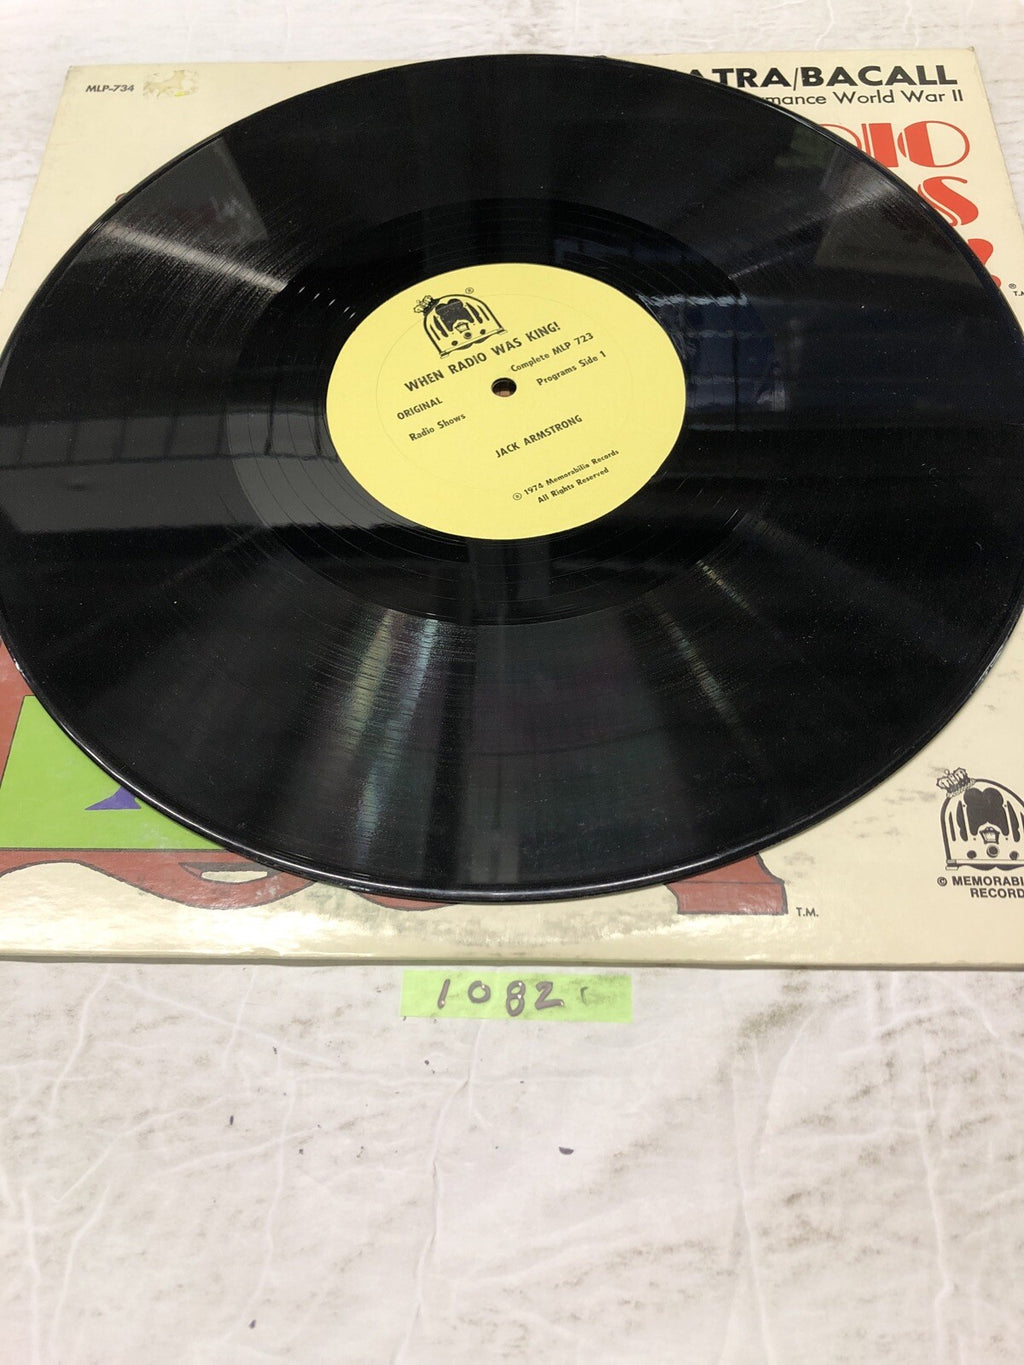 MLP-734
ATRA/BACALL
mance World War II
DIO
S
®
T.M.
®
WHEN RADIO WAS KING!
ORIGINAL
Radio Shows
Complete MLP 723
Programs Side 1
JACK ARMSTRONG
© 1974 Memorabilia Records
All Rights Reserved
© MEMORABI
RECORD
T.M.
1082